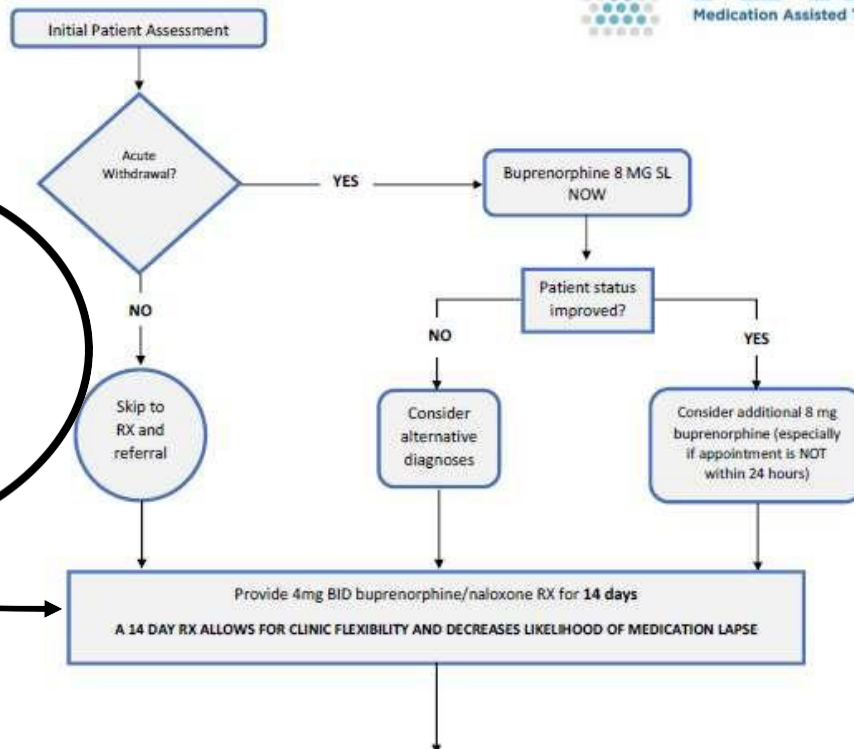 Medication Assisted
Initial Patient Assessment
Acute
Withdrawal?
YES
Buprenorphine 8 MG SL
NOW
Patient status
improved?
NO
NO
YES
Skip to
RX and
referral
Consider
alternative
diagnoses
Consider additional 8 mg
buprenorphine (especially
if appointment is NOT
within 24 hours)
Provide 4mg BID buprenorphine/naloxone RX for 14 days
A 14 DAY RX ALLOWS FOR CLINIC FLEXIBILITY AND DECREASES LIKELIHOOD OF MEDICATION LAPSE